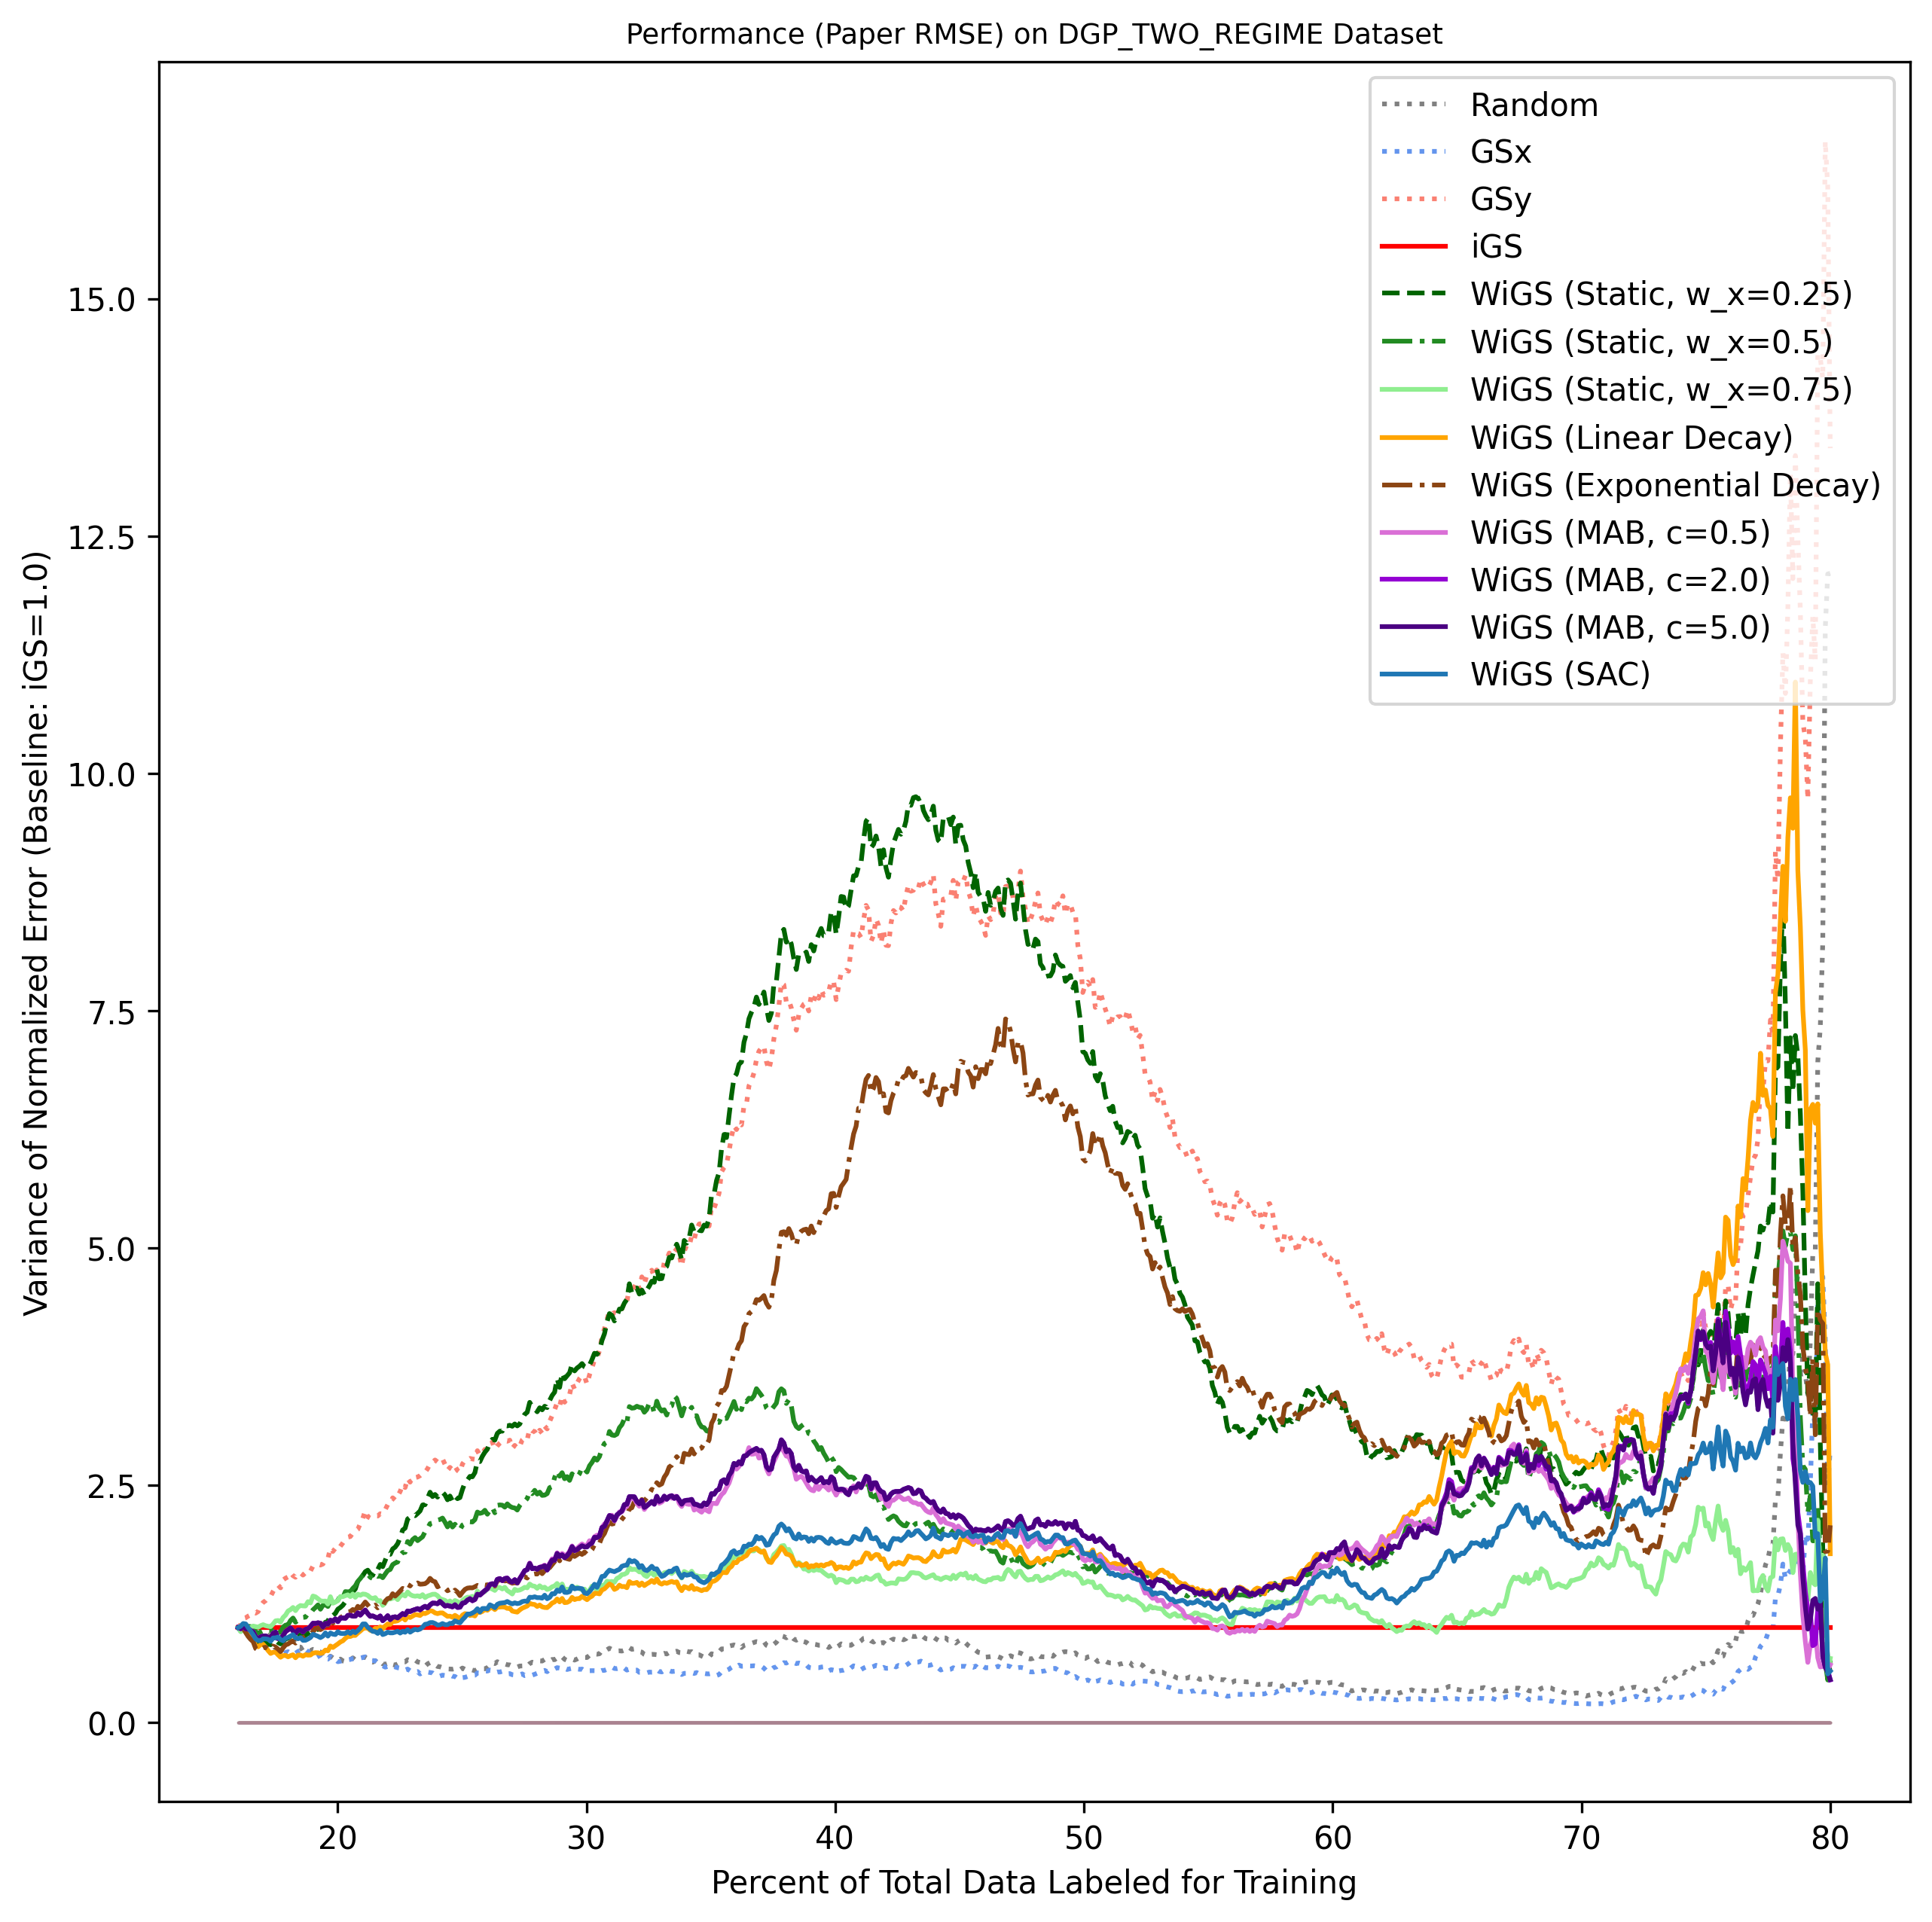 Performance (Paper RMSE) on DGP_TWO_REGIME Dataset
Variance of Normalized Error (Baseline: iGS=1.0)
15.0
12.5
10.0
7.5
5.0
2.5
0.0
Random
GSx
GSy
iGS
WiGS (Static, w_x=0.25)
WiGS (Static, w_x=0.5)
WiGS (Static, w_x=0.75)
WiGS (Linear Decay)
WiGS (Exponential Decay)
WiGS (MAB, c=0.5)
WiGS (MAB, c=2.0)
WiGS (MAB, c=5.0)
WiGS (SAC)
20 30 40 50 60 70 80
Percent of Total Data Labeled for Training